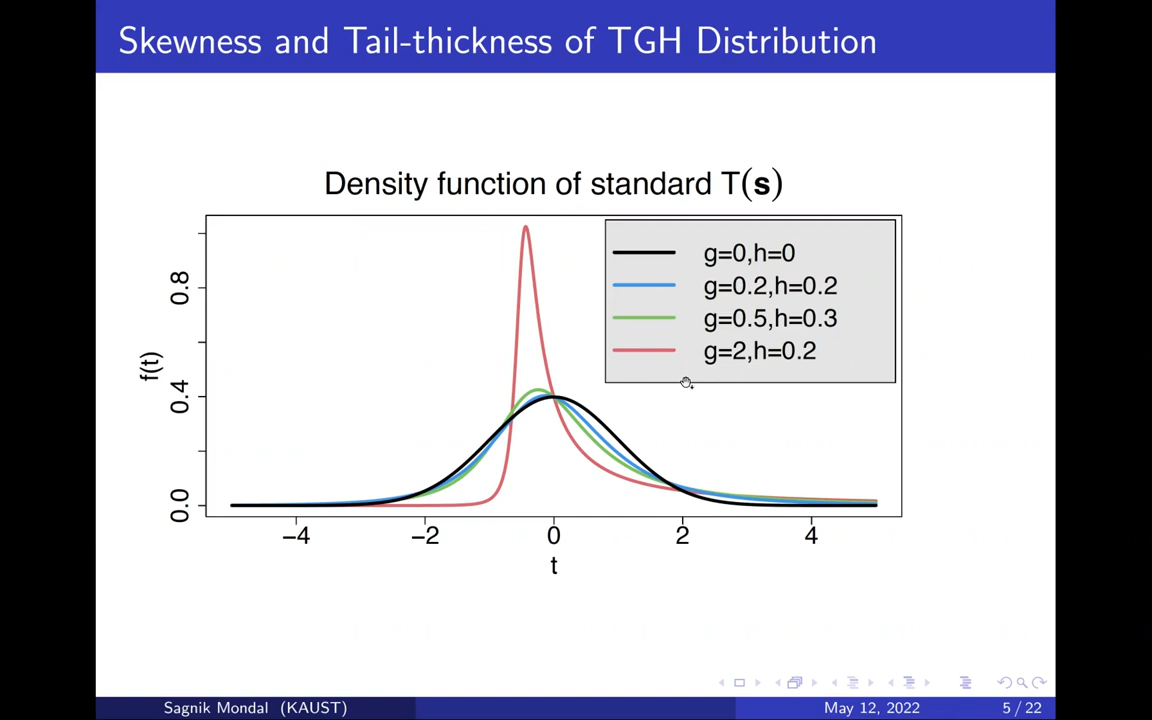 Skewness and Tail-thickness of TGH Distribution
Density function of standard T(s)
g=0,h=0
g=0.2,h=0.2
g=0.5,h=0.3
g=2,h=0.2
f(t)
0.8
0.4
0.0
−4 −2 0 2 4
t
Sagnik Mondal (KAUST) May 12, 2022 5 / 22